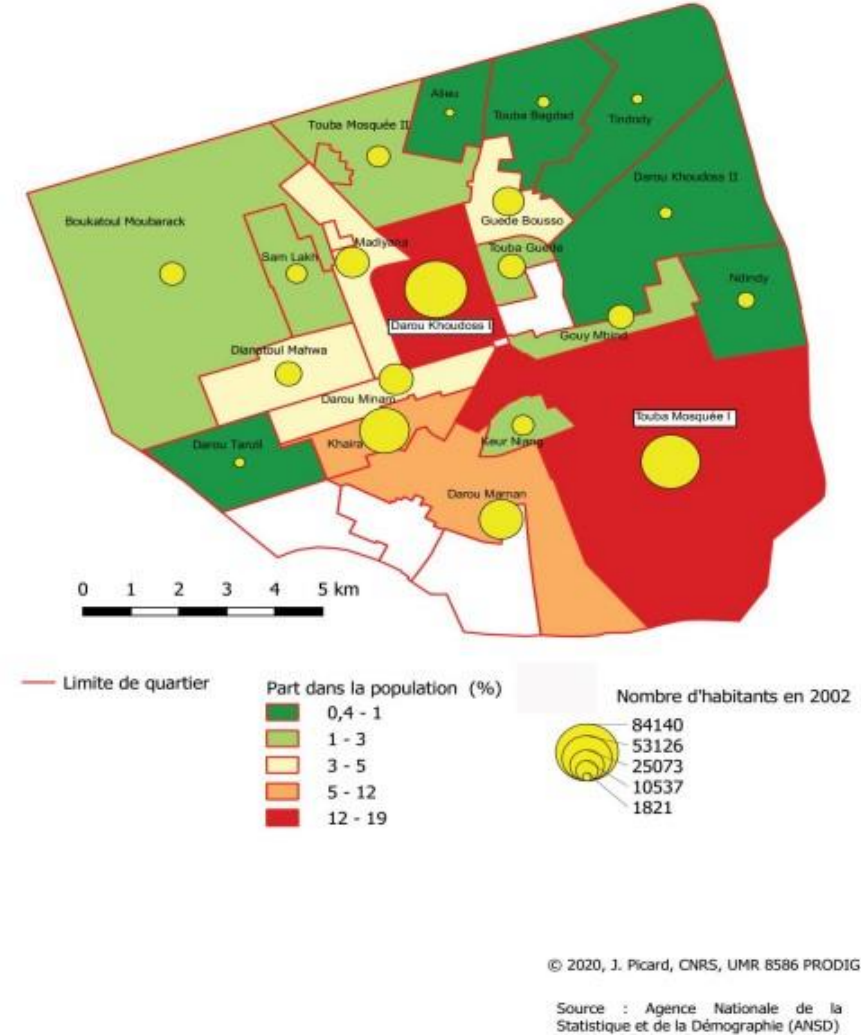 Alieu
Touba Bagdad
Tindody
Touba Mosquée II
Darou Khoudoss II
Boukatoul Moubarack
Guede Bousso
Madiyana
Touba Guede
Sam Lakh
Ndindy
Darou Khoudoss I
Gouy Mbind
Dianatoul Mahwa
Darou Minam
Touba Mosquée I
Darou Tanzil
Khaira
Keur Niang
Darou Marnan
0 1 2 3 4 5 km
Limite de quartier
Part dans la population (%)
0,4 - 1
1 - 3
3 - 5
5 - 12
12 - 19
Nombre d'habitants en 2002
84140
53126
25073
10537
1821
© 2020, J. Picard, CNRS, UMR 8586 PRODIG
Source : Agence Nationale de la
Statistique et de la Démographie (ANSD)